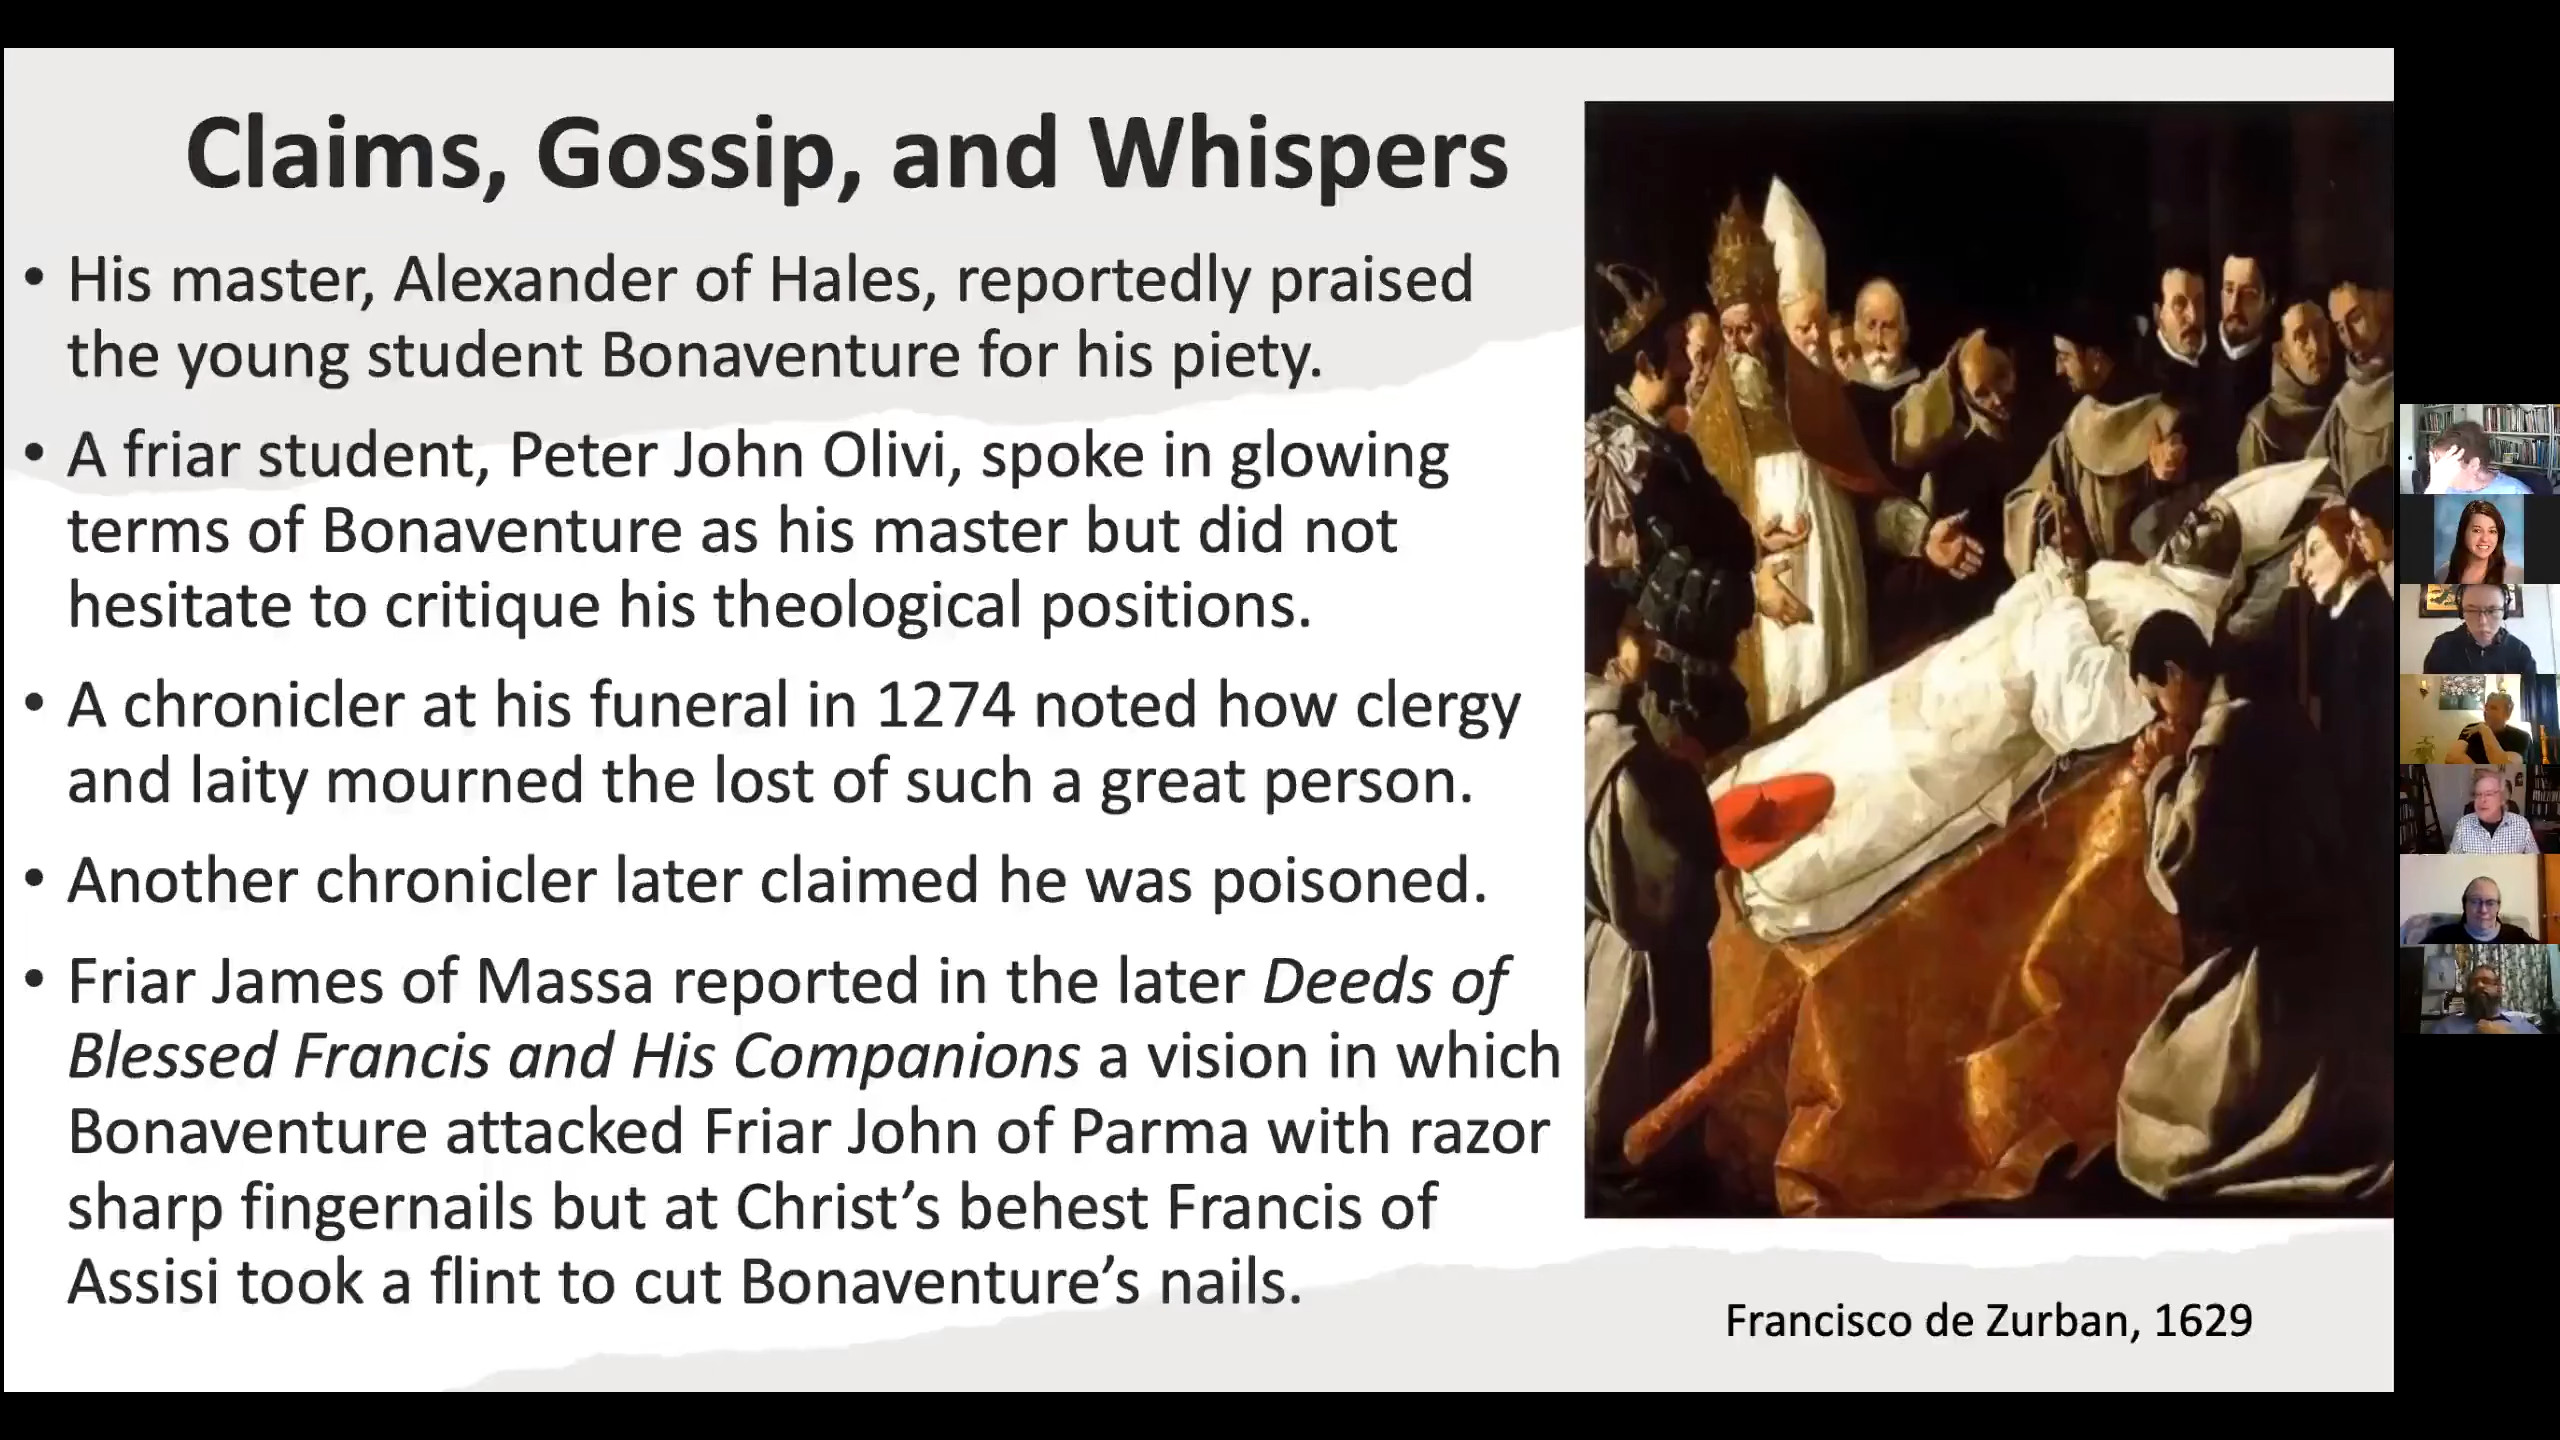 Claims, Gossip, and Whispers
• His master, Alexander of Hales, reportedly praised
the young student Bonaventure for his piety.
• A friar student, Peter John Olivi, spoke in glowing
terms of Bonaventure as his master but did not
hesitate to critique his theological positions.
• A chronicler at his funeral in 1274 noted how clergy
and laity mourned the lost of such a great person.
• Another chronicler later claimed he was poisoned.
• Friar James of Massa reported in the later Deeds of
Blessed Francis and His Companions a vision in which
Bonaventure attacked Friar John of Parma with razor
sharp fingernails but at Christ’s behest Francis of
Assisi took a flint to cut Bonaventure’s nails.
Francisco de Zurban, 1629